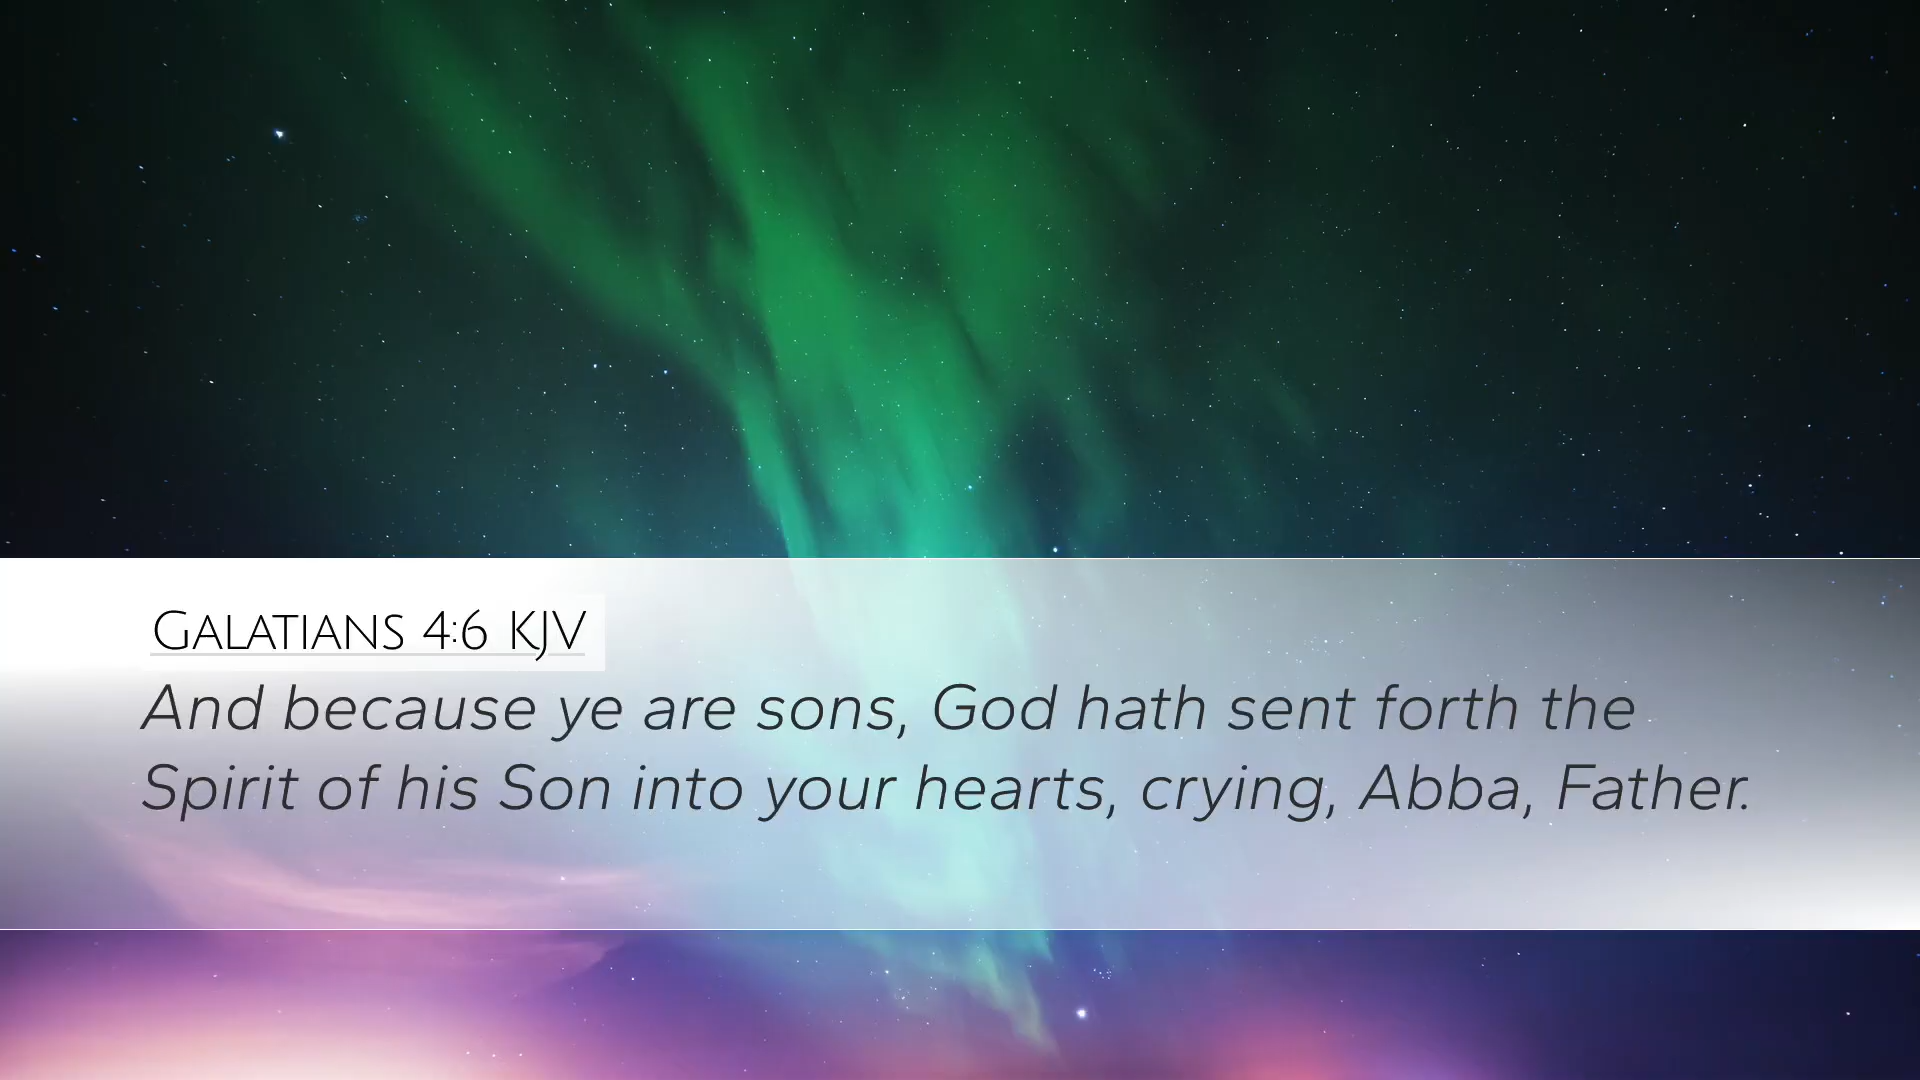 Galatians 4:6 KJV
And because ye are sons, God hath sent forth the
Spirit of his Son into your hearts, crying, Abba, Father.